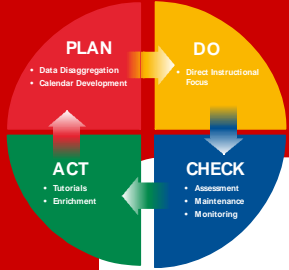 PLAN
• Data Disaggregation
• Calendar Development
DO
• Direct Instructional
Focus
ACT
• Tutorials
• Enrichment
CHECK
• Assessment
• Maintenance
• Monitoring